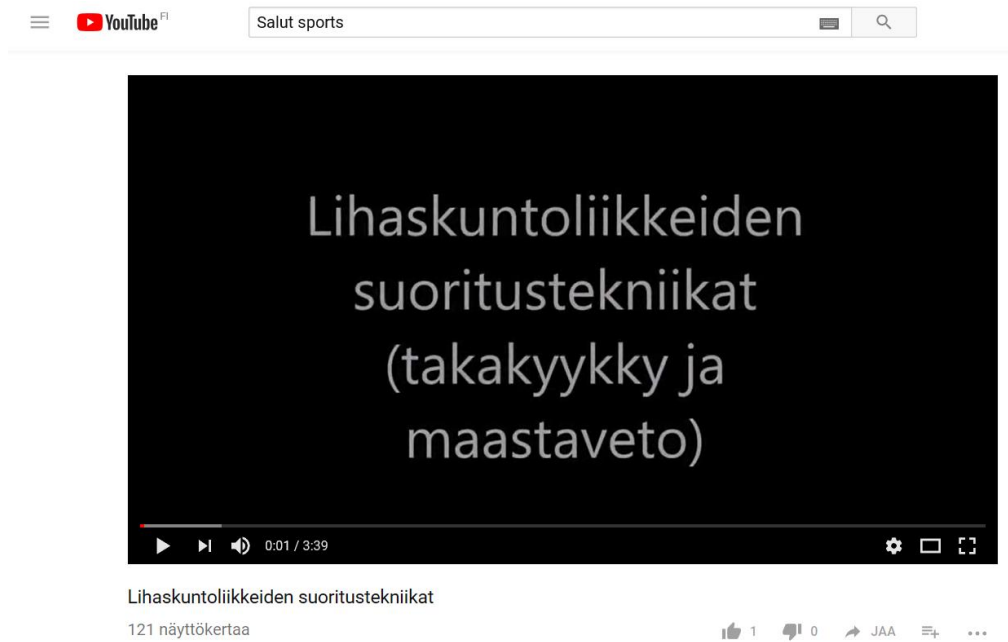 YouTube FI
Salut sports
Lihaskuntoliikkeiden
suoritustekniikat
(takakyykky ja
maastaveto)
0:01 / 3:39
Lihaskuntoliikkeiden suoritustekniikat
121 näyttökertaa
1
0
JAA